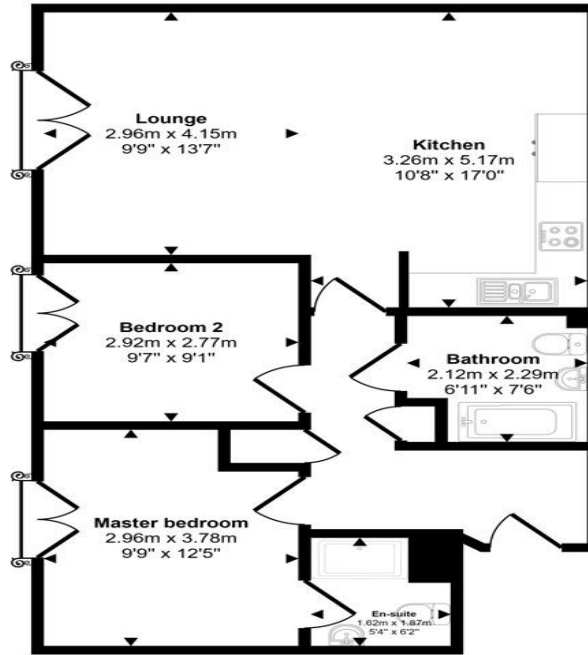 Lounge
2.96m x 4.15m
9'9" x 13'7"
Kitchen
3.26m x 5.17m
10'8" x 17'0"
Bedroom 2
2.92m x 2.77m
9'7" x 9'1"
Bathroom
2.12m x 2.29m
6'11" x 7'6"
Master bedroom
2.96m x 3.78m
9'9" x 12'5"
En-suite
1.62m x 1.87m
5'4" x 6'2"